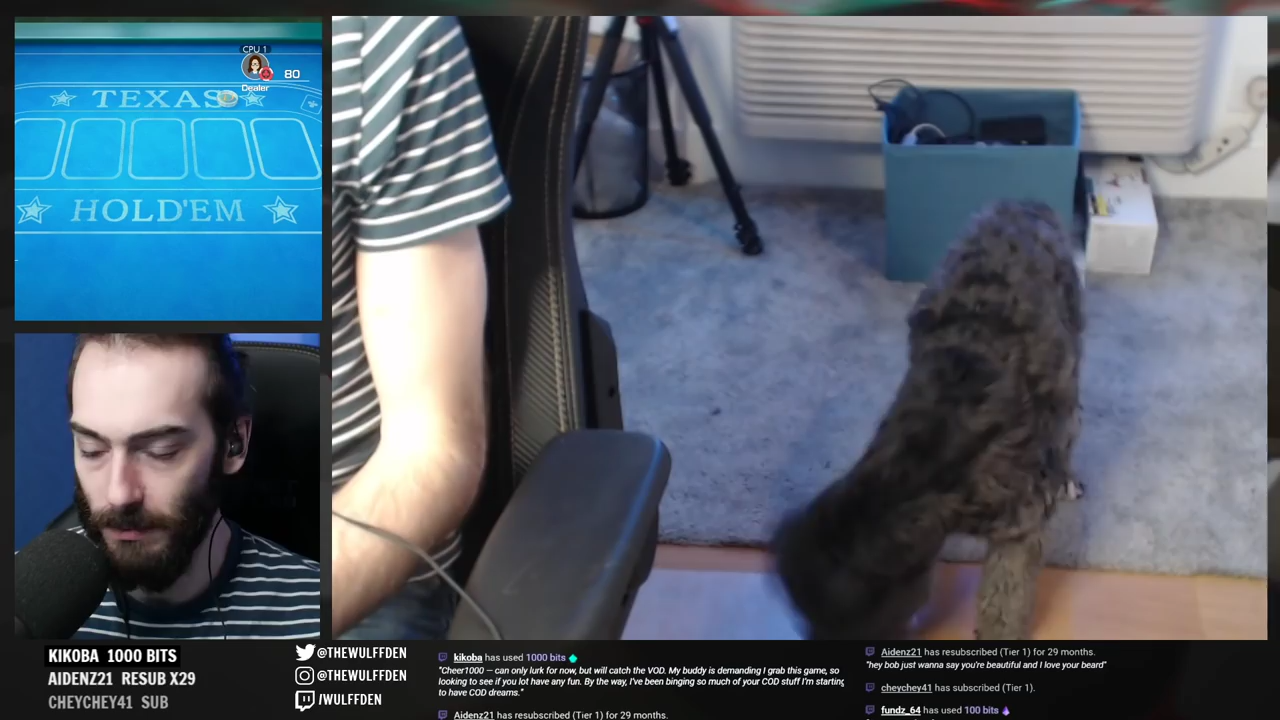 CPU 1
80
Dealer
TEXAS
HOLD'EM
KIKOBA 1000 BITS
AIDENZ21 RESUB X29
CHEYCHEY41 SUB
@THEWULFFDEN
@THEWULFFDEN
/WULFFDEN
kikoba has used 1000 bits
"Cheer1000 — can only lurk for now, but will catch the VOD. My buddy is demanding I grab this game, so
looking to see if you lot have any fun. By the way, I've been binging so much of your COD stuff I'm starting
to have COD dreams."
Aidenz21 has resubscribed (Tier 1) for 29 months.
Aidenz21 has resubscribed (Tier 1) for 29 months.
"hey bob just wanna say you're beautiful and I love your beard"
cheychey41 has subscribed (Tier 1).
fundz_64 has used 100 bits